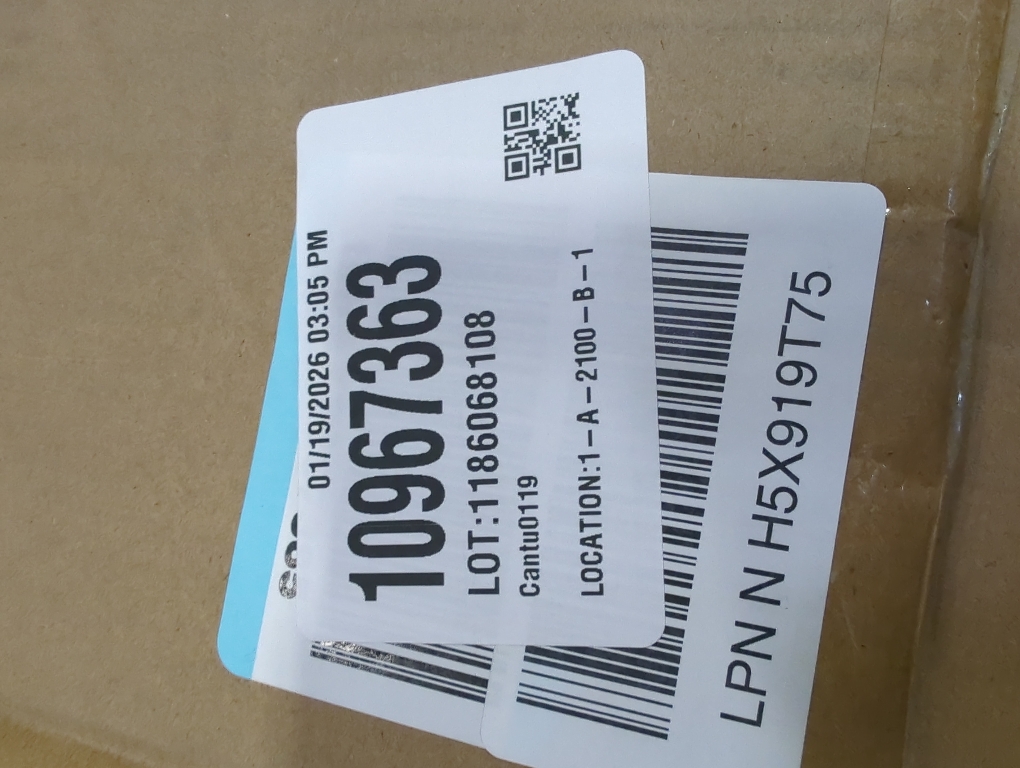 01/19/2026 03:05 PM
10967363
LOT:1186068108
Cantu0119
LOCATION:1-A-2100-B-1
LPN N H5X919T75